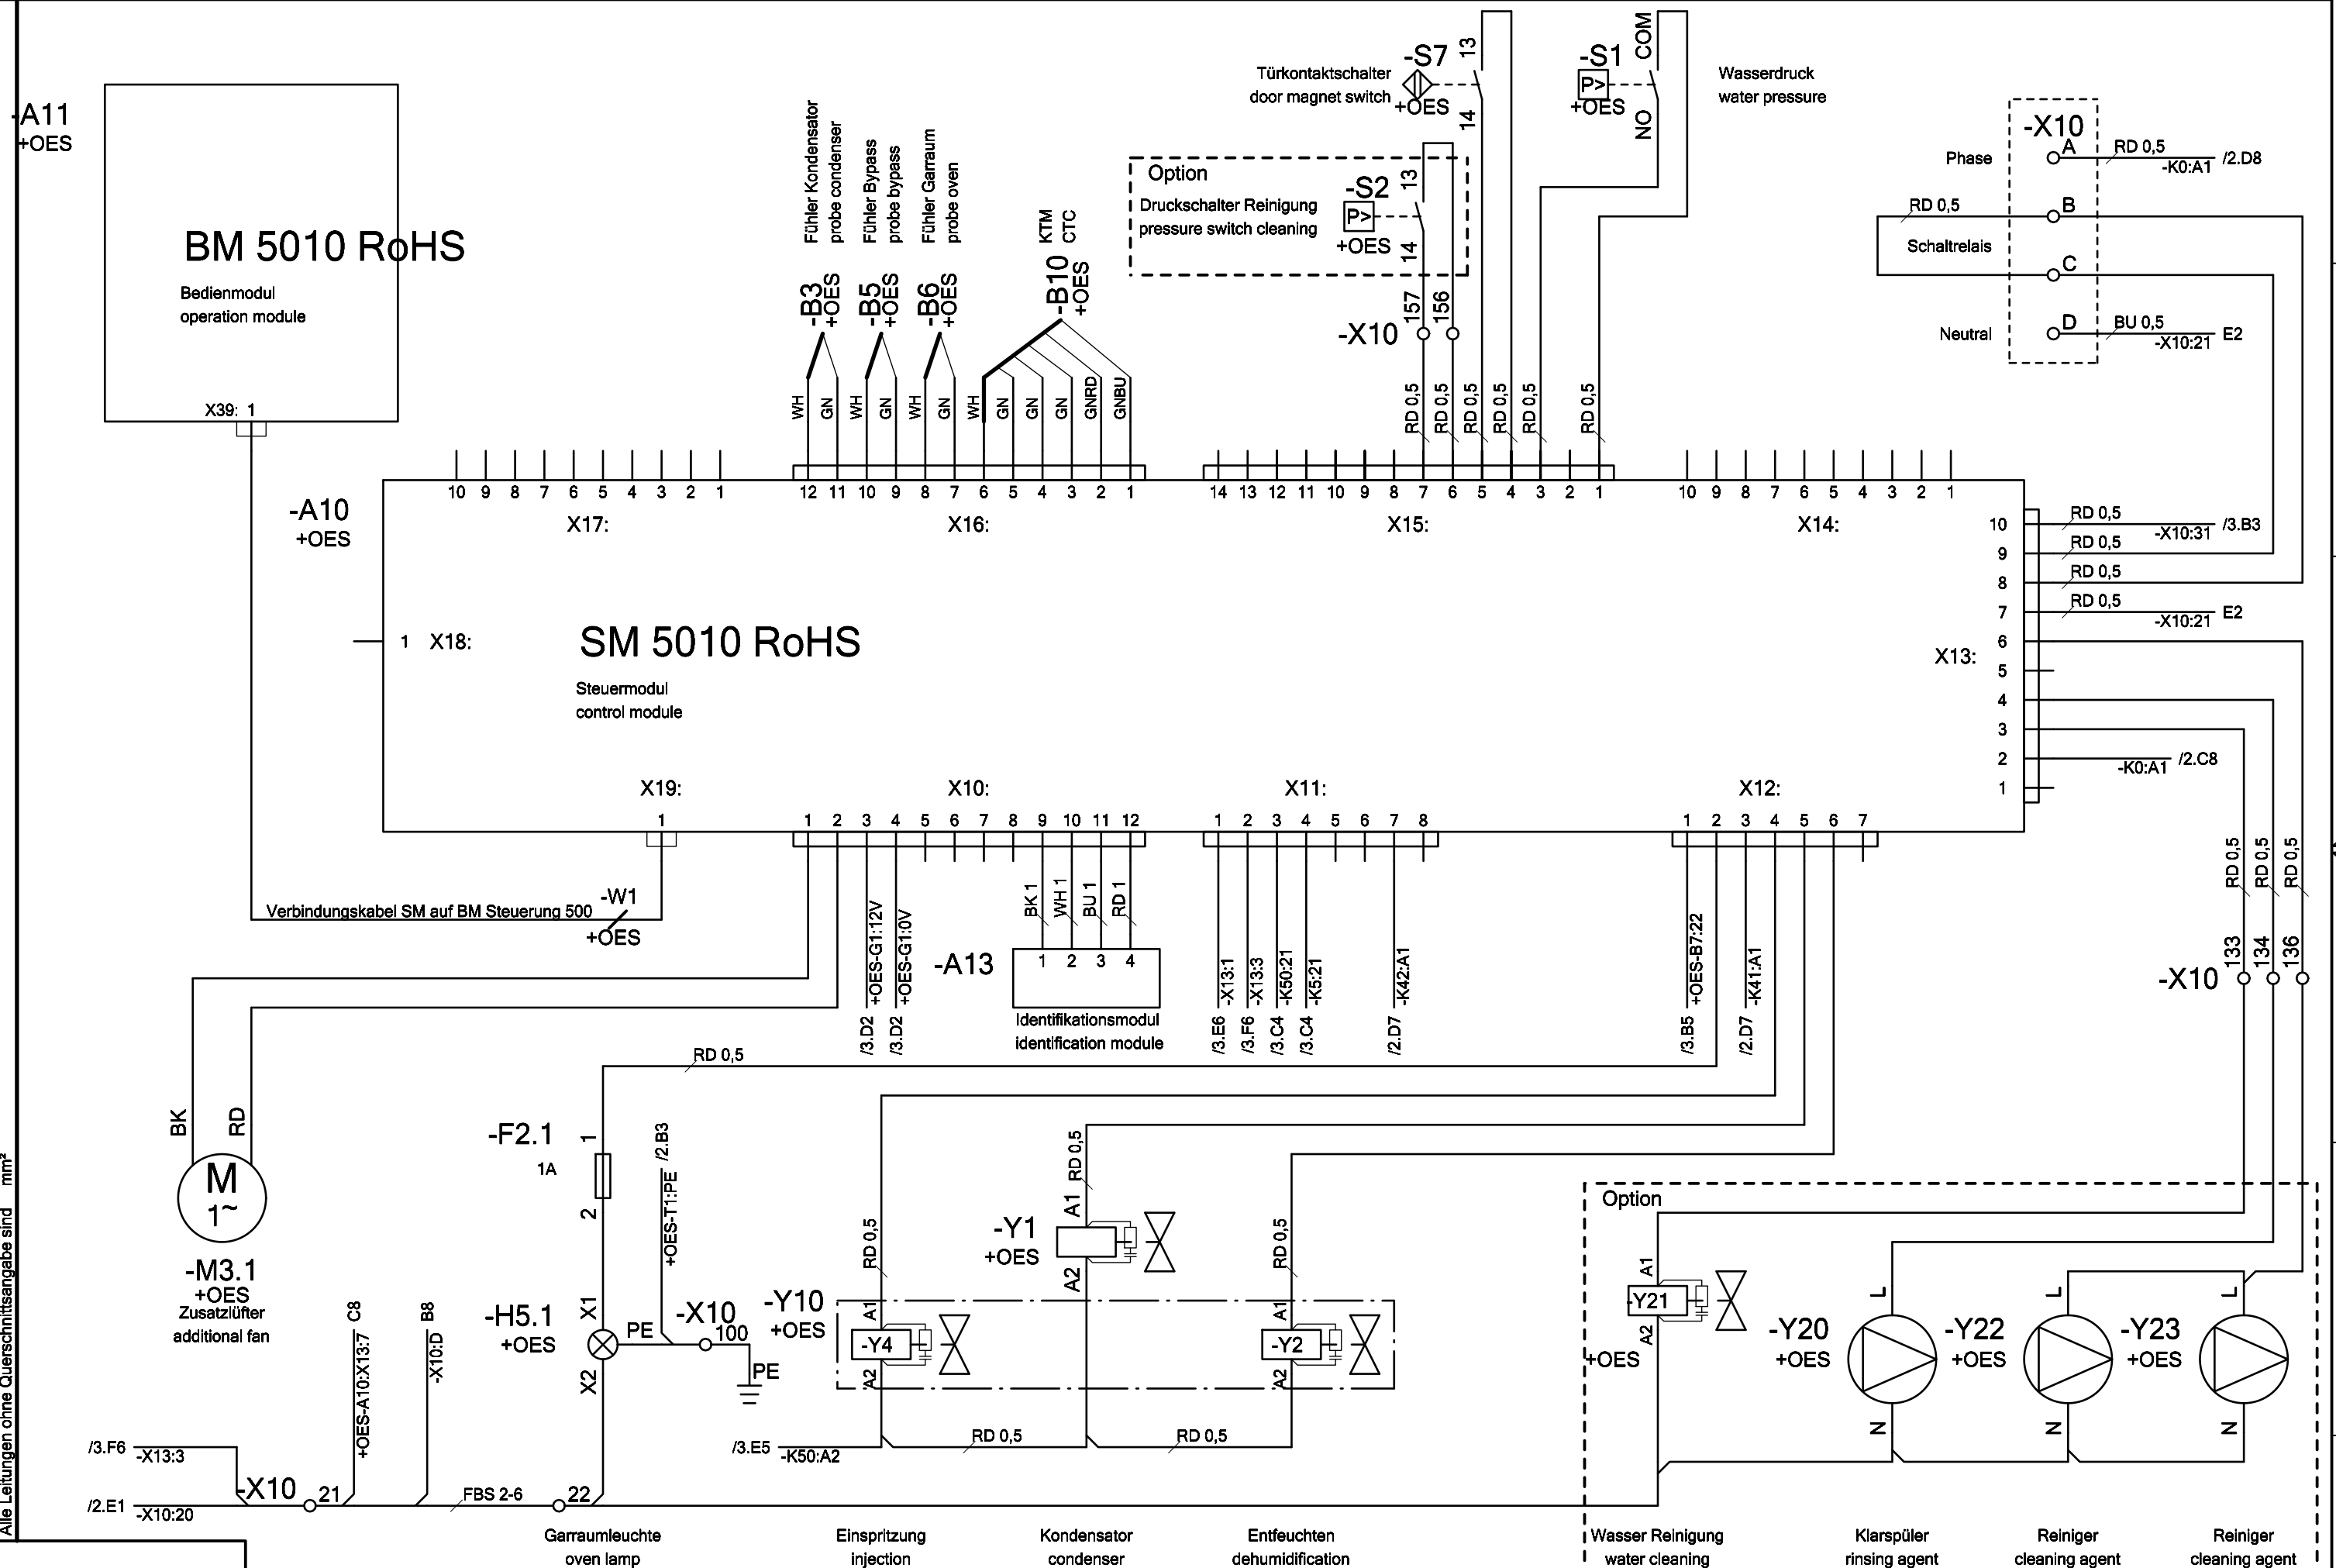 -A11
+OES
BM 5010 RoHS
Bedienmodul
operation module
X39: 1
Fühler Kondensator
probe condenser
-B3
+OES
Fühler Bypass
probe bypass
-B5
+OES
Fühler Garraum
probe oven
-B6
+OES
KTM
CTC
-B10
+OES
WH
GN
WH
GN
WH
GN
WH
GN
GN
GN
GNRD
GNBU
Türkontaktschalter
door magnet switch
-S7
+OES
13
14
-S1
P>
+OES
COM
NO
Wasserdruck
water pressure
Option
Druckschalter Reinigung
pressure switch cleaning
-S2
P>
+OES
13
14
-X10
157
156
RD 0,5
RD 0,5
RD 0,5
RD 0,5
RD 0,5
RD 0,5
-X10
Phase
A
RD 0,5
-K0:A1
/2.D8
RD 0,5
B
Schaltrelais
C
Neutral
D
BU 0,5
-X10:21
E2
-A10
+OES
10 9 8 7 6 5 4 3 2 1
X17:
12 11 10 9 8 7 6 5 4 3 2 1
X16:
14 13 12 11 10 9 8 7 6 5 4 3 2 1
X15:
10 9 8 7 6 5 4 3 2 1
X14:
1 X18:
SM 5010 RoHS
Steuermodul
control module
X13:
10
RD 0,5
-X10:31
/3.B3
9
RD 0,5
8
RD 0,5
7
RD 0,5
-X10:21
E2
6
5
4
3
2
-K0:A1
/2.C8
1
X19:
1
X10:
1 2 3 4 5 6 7 8 9 10 11 12
X11:
1 2 3 4 5 6 7 8
X12:
1 2 3 4 5 6 7
Verbindungskabel SM auf BM Steuerung 500
-W1
+OES
/3.D2
+OES-G1:12V
/3.D2
+OES-G1:0V
BK 1
WH 1
BU 1
RD 1
-A13
1 2 3 4
Identifikationsmodul
identification module
/3.E6
-X13:1
/3.F6
-X13:3
/3.C4
-K50:21
/3.C4
-K5:21
/2.D7
-K42:A1
/3.B5
+OES-B7:22
/2.D7
-K41:A1
RD 0,5
RD 0,5
RD 0,5
-X10
133
134
136
RD 0,5
BK
RD
M
1~
-M3.1
+OES
Zusatzlüfter
additional fan
-F2.1
1A
1
2
/2.B3
+OES-T1:PE
-H5.1
+OES
X1
X2
PE
-X10
100
PE
C8
+OES-A10:X13:7
B8
-X10:D
/3.F6
-X13:3
/2.E1
-X10:20
-X10
21
FBS 2-6
22
RD 0,5
-Y10
+OES
A1
-Y4
A2
RD 0,5
-Y1
+OES
A1
A2
RD 0,5
A1
-Y2
A2
/3.E5
-K50:A2
RD 0,5
RD 0,5
Option
A1
-Y21
A2
+OES
-Y20
+OES
L
N
-Y22
+OES
L
N
-Y23
+OES
L
N
Garraumleuchte
oven lamp
Einspritzung
injection
Kondensator
condenser
Entfeuchten
dehumidification
Wasser Reinigung
water cleaning
Klarspüler
rinsing agent
Reiniger
cleaning agent
Reiniger
cleaning agent
Alle Leitungen ohne Querschnittsangabe sind mm²